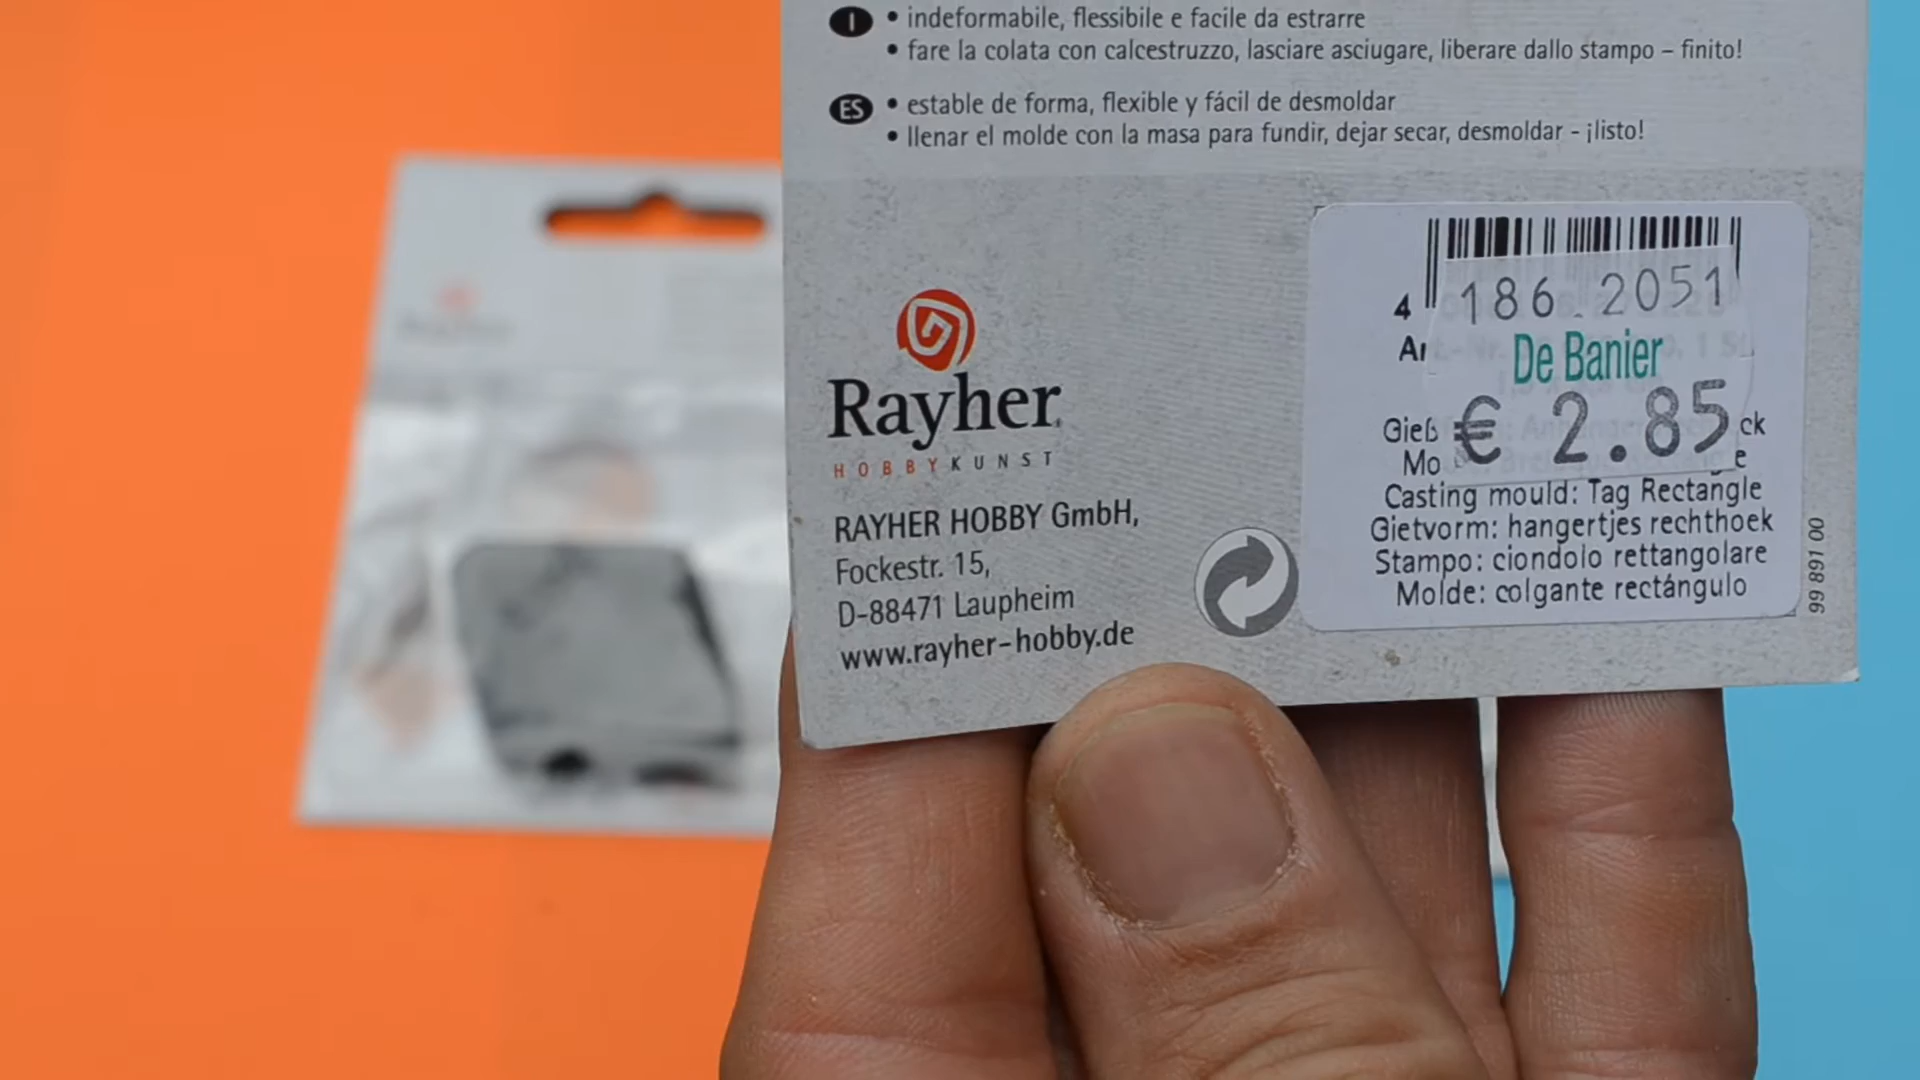 I • indeformabile, flessibile e facile da estrarre
• fare la colata con calcestruzzo, lasciare asciugare, liberare dallo stampo – finito!
ES • estable de forma, flexible y fácil de desmoldar
• llenar el molde con la masa para fundir, dejar secar, desmoldar - ¡listo!
Rayher
HOBBYKUNST
RAYHER HOBBY GmbH,
Fockestr. 15,
D-88471 Laupheim
www.rayher-hobby.de
4
186.2051
De Banier
€ 2.85
Casting mould: Tag Rectangle
Gietvorm: hangertjes rechthoek
Stampo: ciondolo rettangolare
Molde: colgante rectángulo
99 891 00